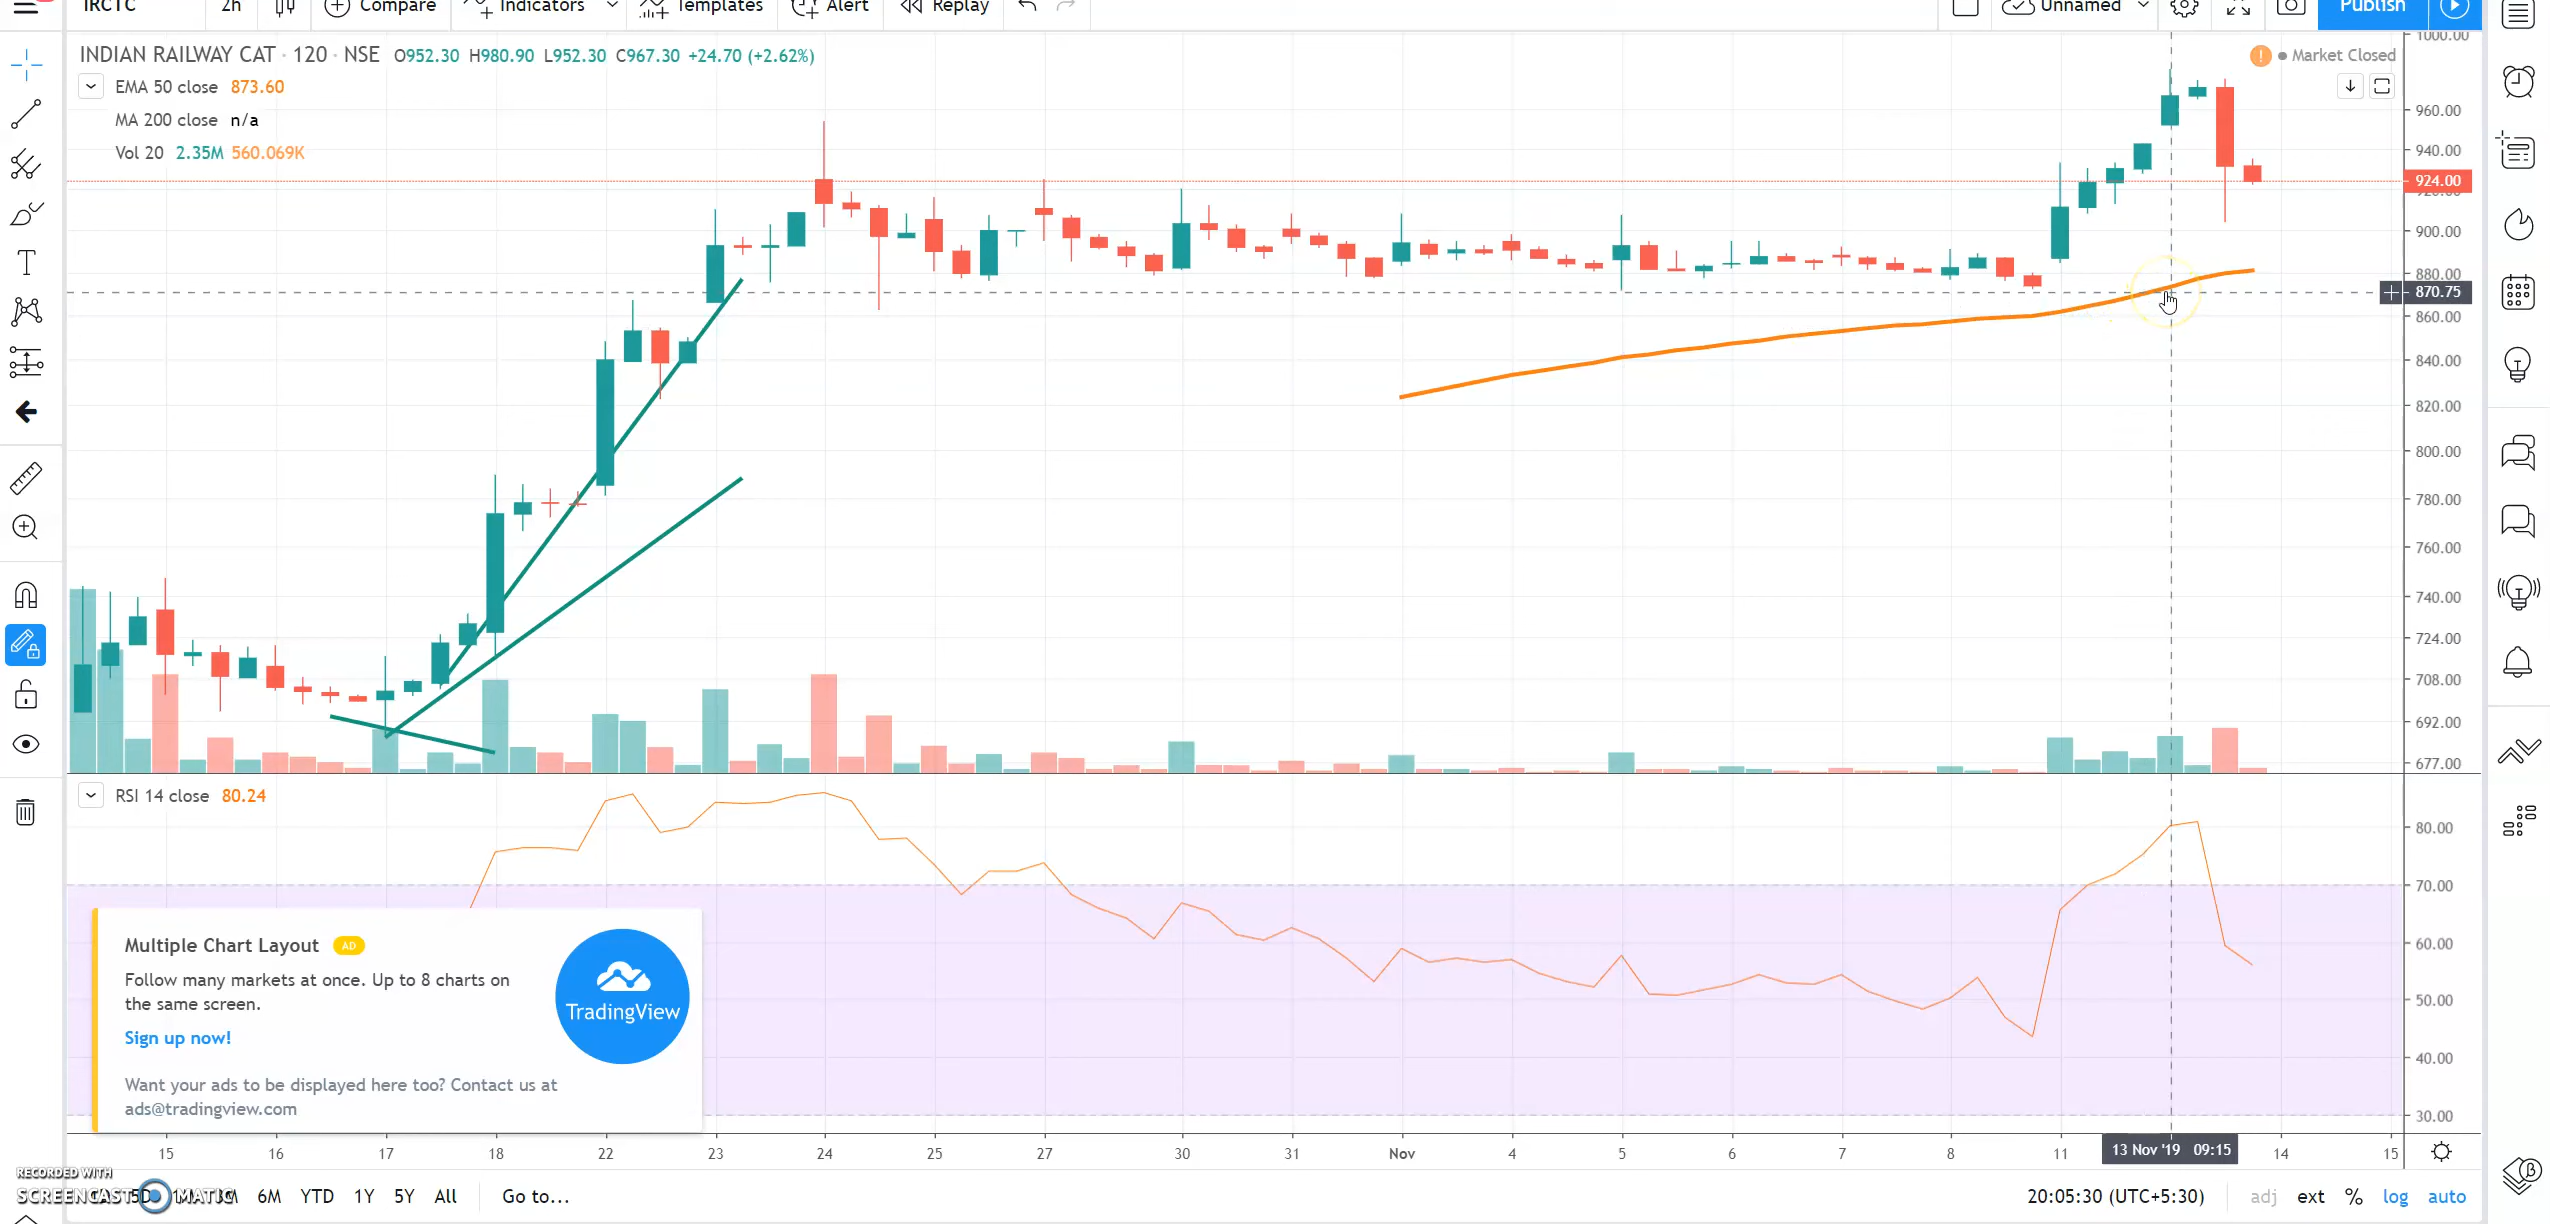 IRCTC 2h Compare Indicators Templates Alert Replay Unnamed Publish
INDIAN RAILWAY CAT · 120 · NSE O952.30 H980.90 L952.30 C967.30 +24.70 (+2.62%)
Market Closed
EMA 50 close 873.60
MA 200 close n/a
Vol 20 2.35M 560.069K
1000.00
960.00
940.00
924.00
920.00
900.00
880.00
870.75
860.00
840.00
820.00
800.00
780.00
760.00
740.00
724.00
708.00
692.00
677.00
RSI 14 close 80.24
80.00
70.00
60.00
50.00
40.00
30.00
Multiple Chart Layout AD
Follow many markets at once. Up to 8 charts on
the same screen.
Sign up now!
TradingView
Want your ads to be displayed here too? Contact us at
ads@tradingview.com
15 16 17 18 22 23 24 25 27 30 31 Nov 4 5 6 7 8 11 13 Nov '19 09:15 14 15
RECORDED WITH
SCREENCAST MATIC
5D 3M 6M YTD 1Y 5Y All Go to... 20:05:30 (UTC+5:30) adj ext % log auto